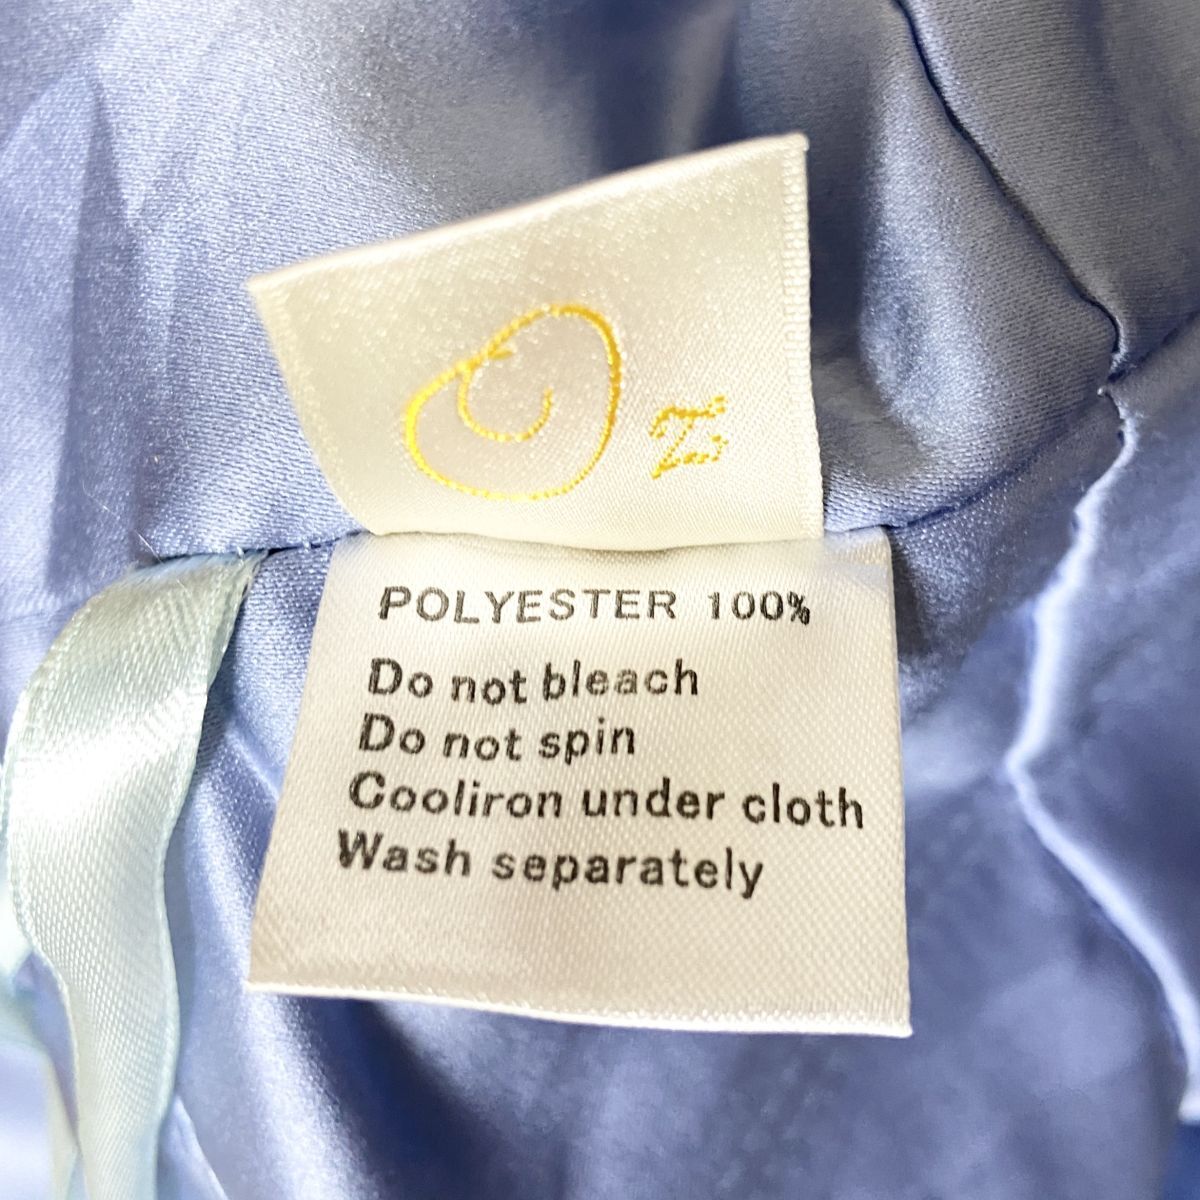 POLYESTER 100%
Do not bleach
Do not spin
Cooliron under cloth
Wash separately